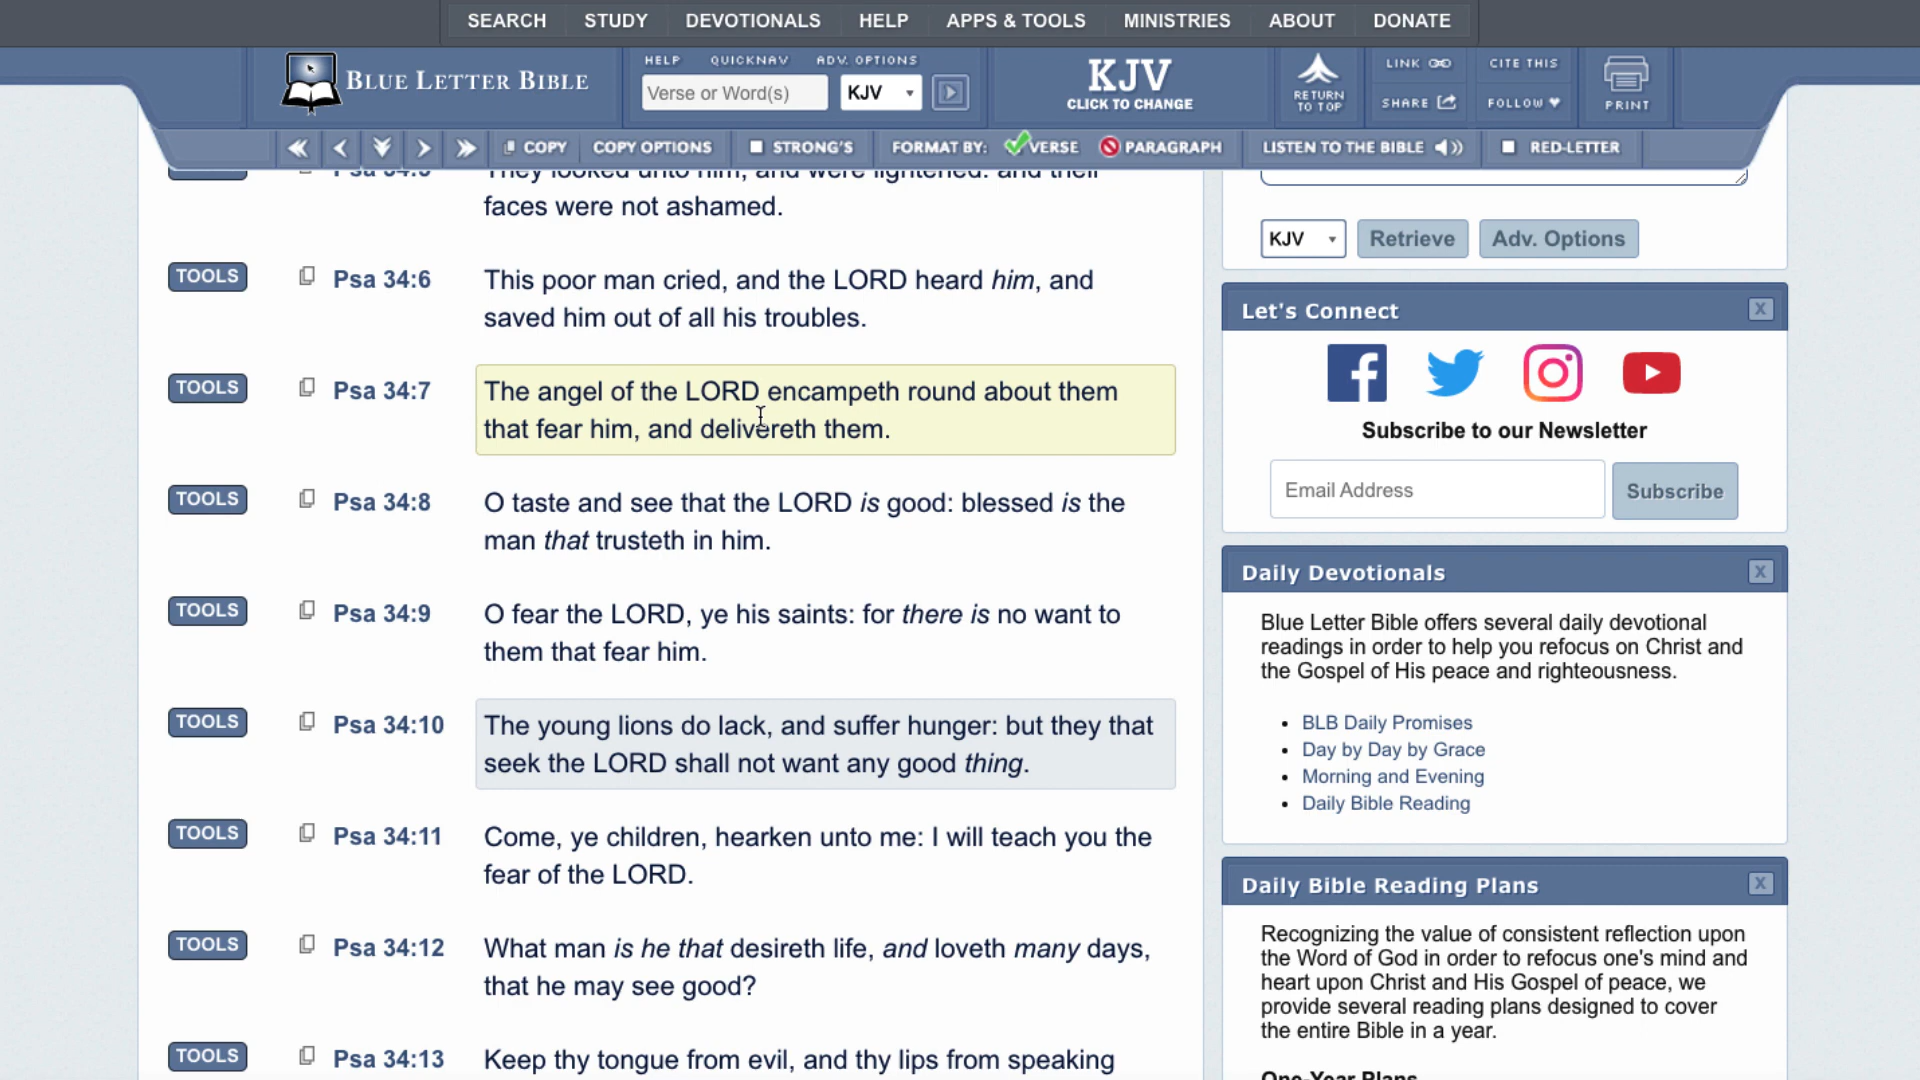 SEARCH STUDY DEVOTIONALS HELP APPS & TOOLS MINISTRIES ABOUT DONATE
BLUE LETTER BIBLE
HELP QUICKNAV ADV. OPTIONS
Verse or Word(s) KJV
KJV
CLICK TO CHANGE
RETURN
TO TOP
LINK
SHARE
CITE THIS
FOLLOW
PRINT
COPY COPY OPTIONS STRONG'S FORMAT BY: VERSE PARAGRAPH LISTEN TO THE BIBLE RED-LETTER
Psa 34:5 They looked unto him, and were lightened: and their
faces were not ashamed.
TOOLS Psa 34:6 This poor man cried, and the LORD heard him, and
saved him out of all his troubles.
TOOLS Psa 34:7 The angel of the LORD encampeth round about them
that fear him, and delivereth them.
TOOLS Psa 34:8 O taste and see that the LORD is good: blessed is the
man that trusteth in him.
TOOLS Psa 34:9 O fear the LORD, ye his saints: for there is no want to
them that fear him.
TOOLS Psa 34:10 The young lions do lack, and suffer hunger: but they that
seek the LORD shall not want any good thing.
TOOLS Psa 34:11 Come, ye children, hearken unto me: I will teach you the
fear of the LORD.
TOOLS Psa 34:12 What man is he that desireth life, and loveth many days,
that he may see good?
TOOLS Psa 34:13 Keep thy tongue from evil, and thy lips from speaking
KJV Retrieve Adv. Options
Let's Connect X
Subscribe to our Newsletter
Email Address Subscribe
Daily Devotionals X
Blue Letter Bible offers several daily devotional
readings in order to help you refocus on Christ and
the Gospel of His peace and righteousness.
• BLB Daily Promises
• Day by Day by Grace
• Morning and Evening
• Daily Bible Reading
Daily Bible Reading Plans X
Recognizing the value of consistent reflection upon
the Word of God in order to refocus one's mind and
heart upon Christ and His Gospel of peace, we
provide several reading plans designed to cover
the entire Bible in a year.
One-Year Plans